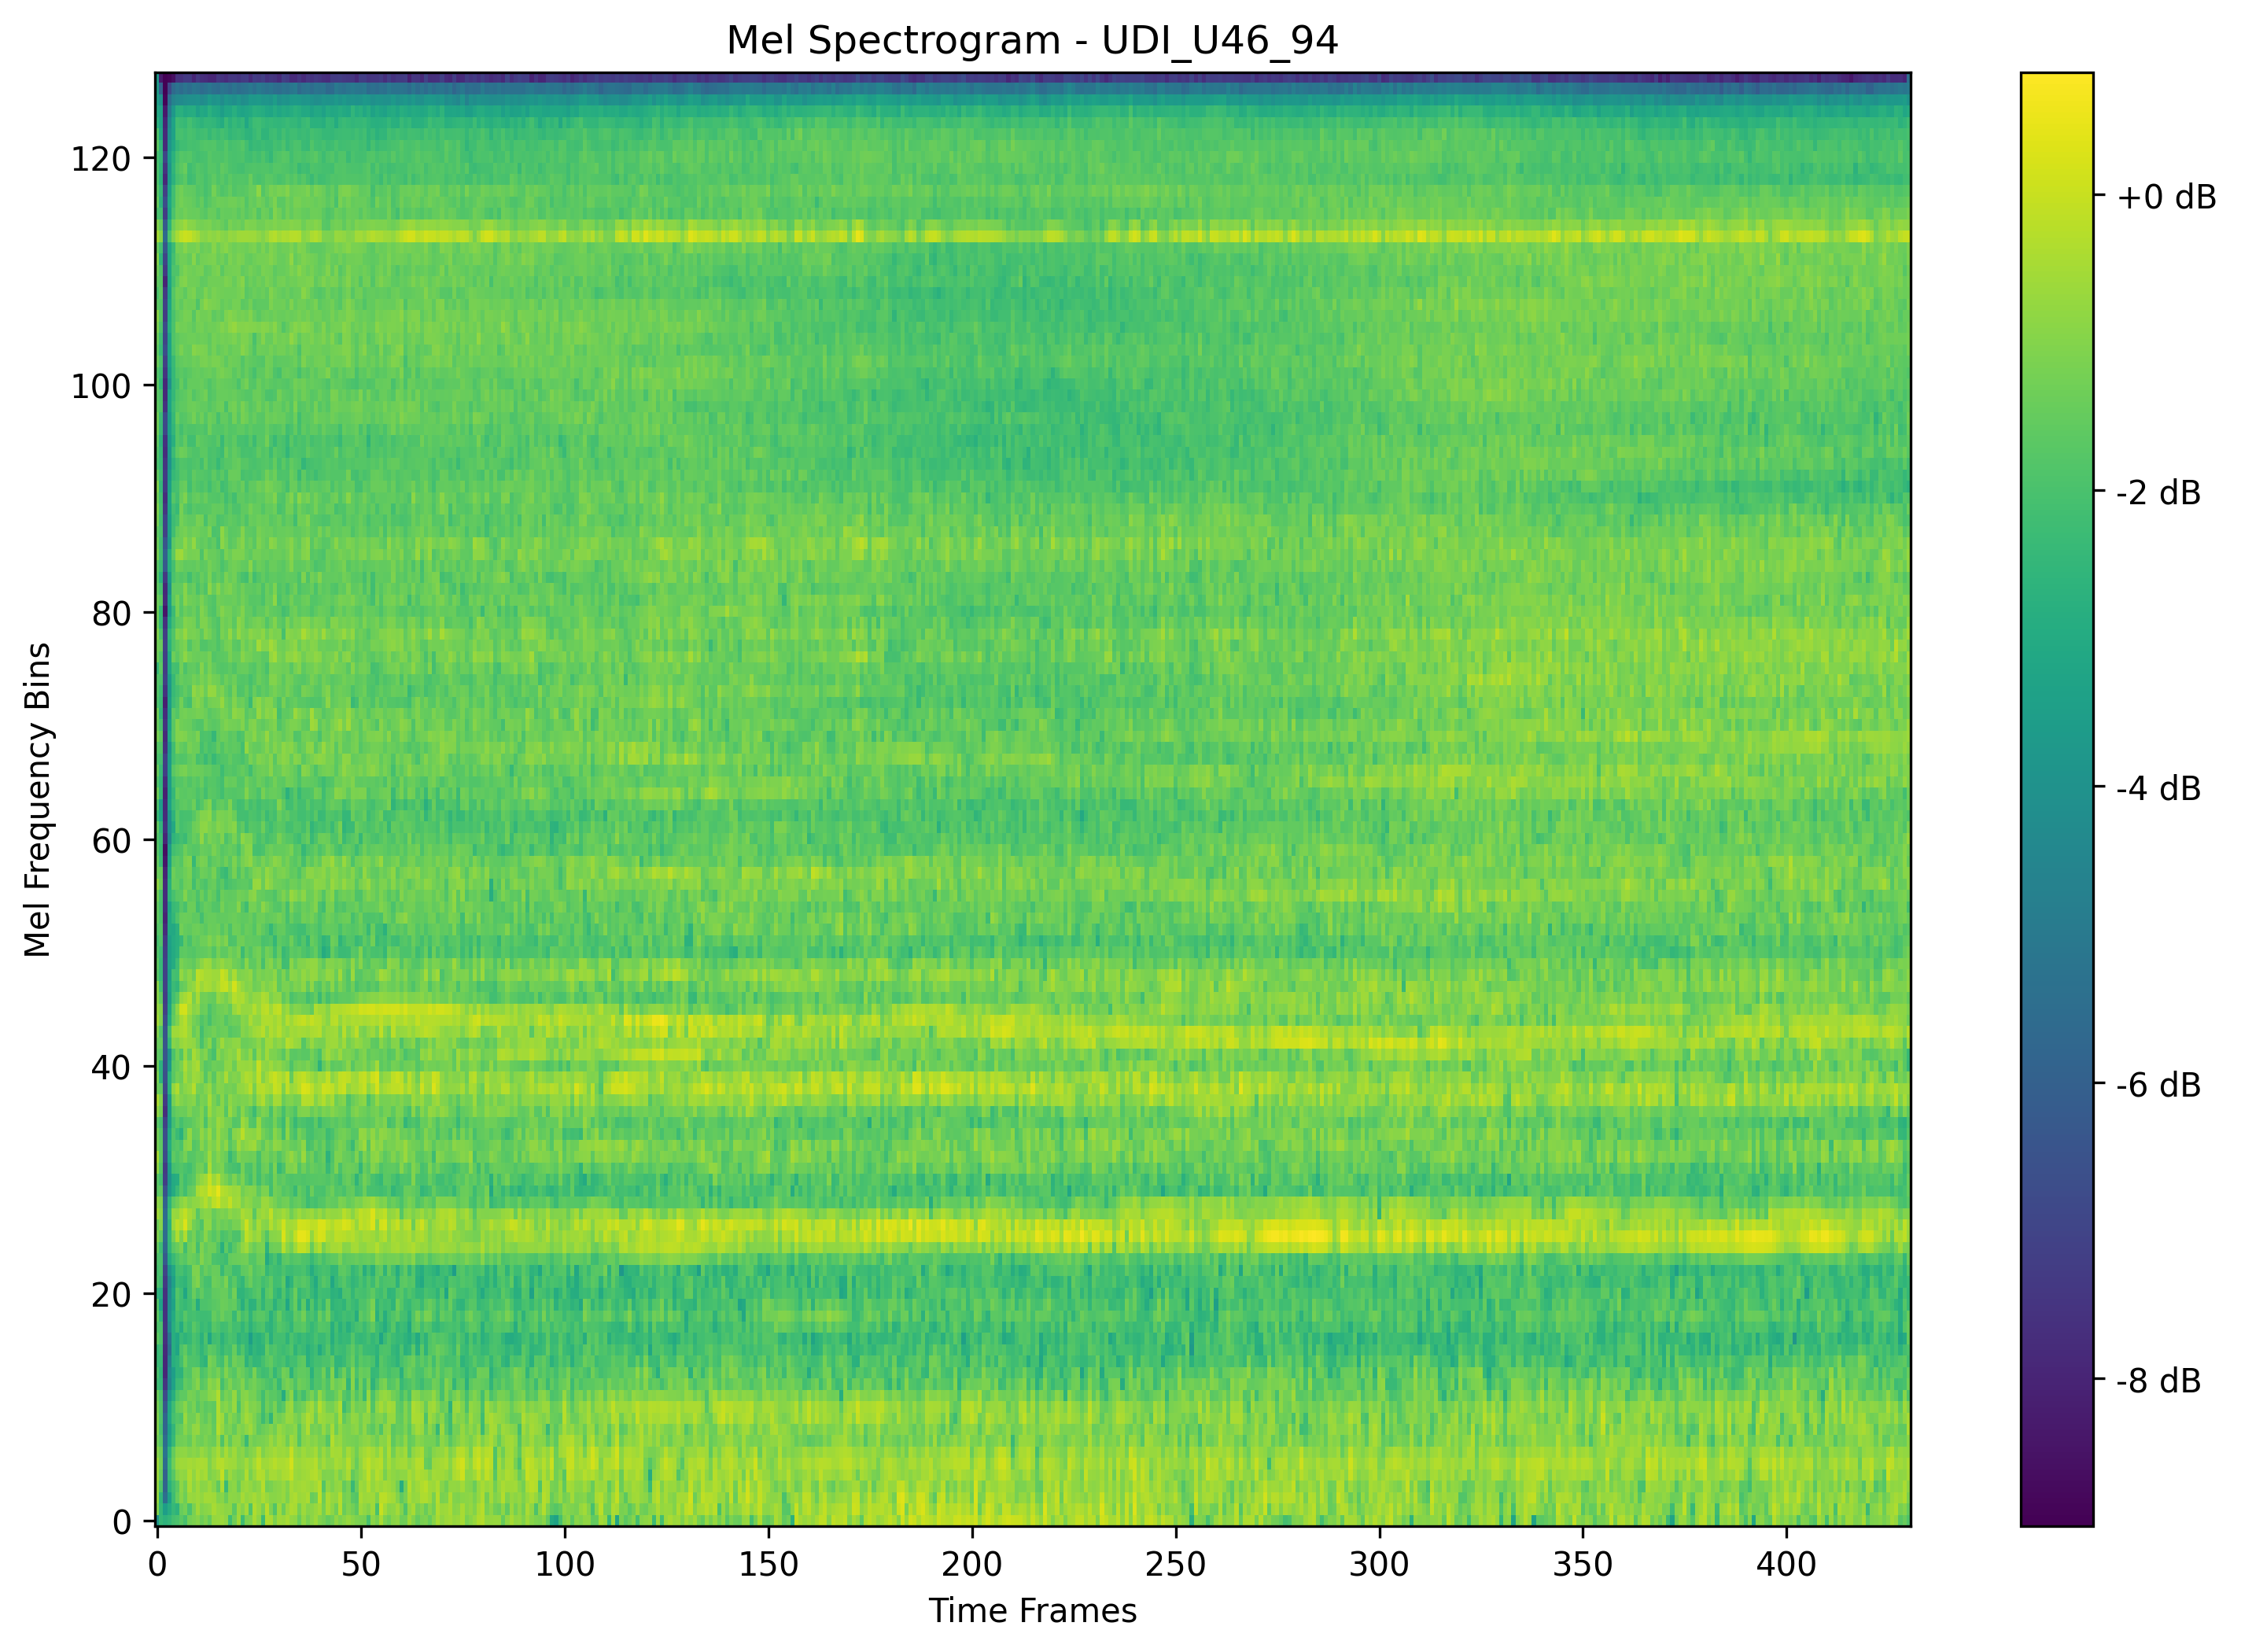 Mel Spectrogram - UDI_U46_94
120
100
80
60
40
20
0
Mel Frequency Bins
0 50 100 150 200 250 300 350 400
Time Frames
+0 dB
-2 dB
-4 dB
-6 dB
-8 dB